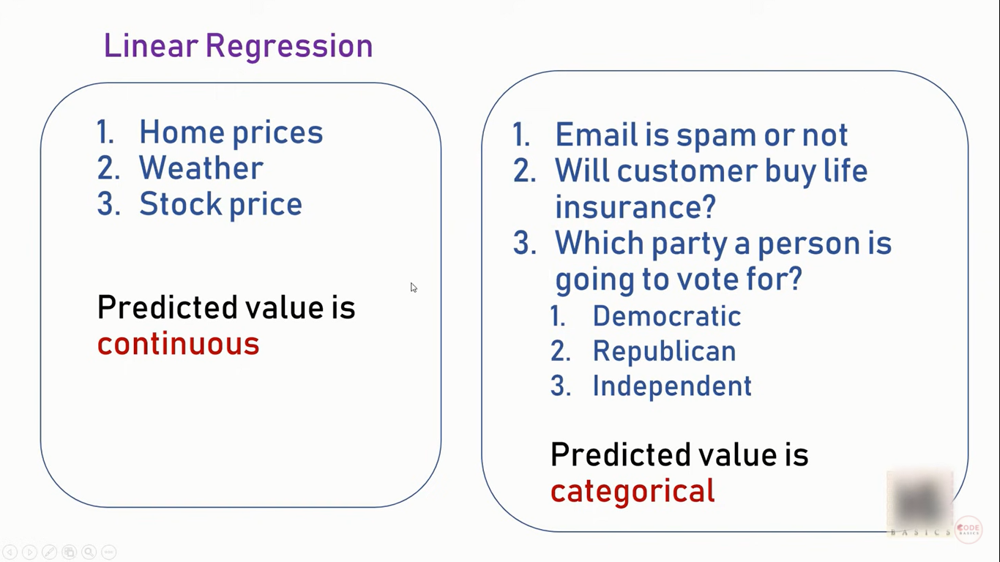 Linear Regression
1. Home prices
2. Weather
3. Stock price
Predicted value is
continuous
1. Email is spam or not
2. Will customer buy life
insurance?
3. Which party a person is
going to vote for?
1. Democratic
2. Republican
3. Independent
Predicted value is
categorical
BASICS
CODE
BASICS